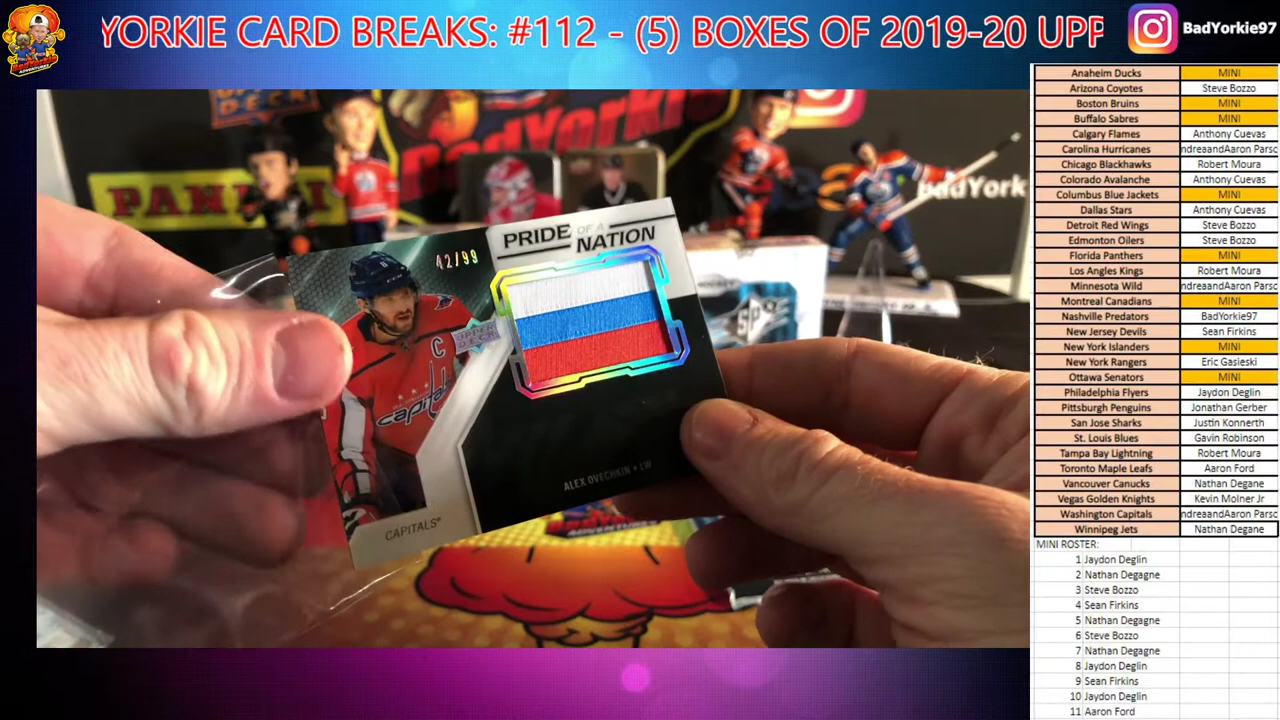 YORKIE CARD BREAKS: #112 - (5) BOXES OF 2019-20 UPP
BadYorkie97
PANINI
UPPER DECK
BadYorki
BadYork
PRIDE OF A NATION
42/99
UPPER DECK
C
capitals
SP
ALEX OVECHKIN • LW
CAPITALS
Anaheim Ducks MINI
Arizona Coyotes Steve Bozzo
Boston Bruins MINI
Buffalo Sabres MINI
Calgary Flames Anthony Cuevas
Carolina Hurricanes ndreaandAaron Parsc
Chicago Blackhawks Robert Moura
Colorado Avalanche Anthony Cuevas
Columbus Blue Jackets MINI
Dallas Stars Anthony Cuevas
Detroit Red Wings Steve Bozzo
Edmonton Oilers Steve Bozzo
Florida Panthers MINI
Los Angles Kings Robert Moura
Minnesota Wild ndreaandAaron Parsc
Montreal Canadians MINI
Nashville Predators BadYorkie97
New Jersey Devils Sean Firkins
New York Islanders MINI
New York Rangers Eric Gasieski
Ottawa Senators MINI
Philadelphia Flyers Jaydon Deglin
Pittsburgh Penguins Jonathan Gerber
San Jose Sharks Justin Konnerth
St. Louis Blues Gavin Robinson
Tampa Bay Lightning Robert Moura
Toronto Maple Leafs Aaron Ford
Vancouver Canucks Nathan Degane
Vegas Golden Knights Kevin Molner Jr
Washington Capitals ndreaandAaron Parsc
Winnipeg Jets Nathan Degane
MINI ROSTER:
1 Jaydon Deglin
2 Nathan Degagne
3 Steve Bozzo
4 Sean Firkins
5 Nathan Degagne
6 Steve Bozzo
7 Nathan Degagne
8 Jaydon Deglin
9 Sean Firkins
10 Jaydon Deglin
11 Aaron Ford